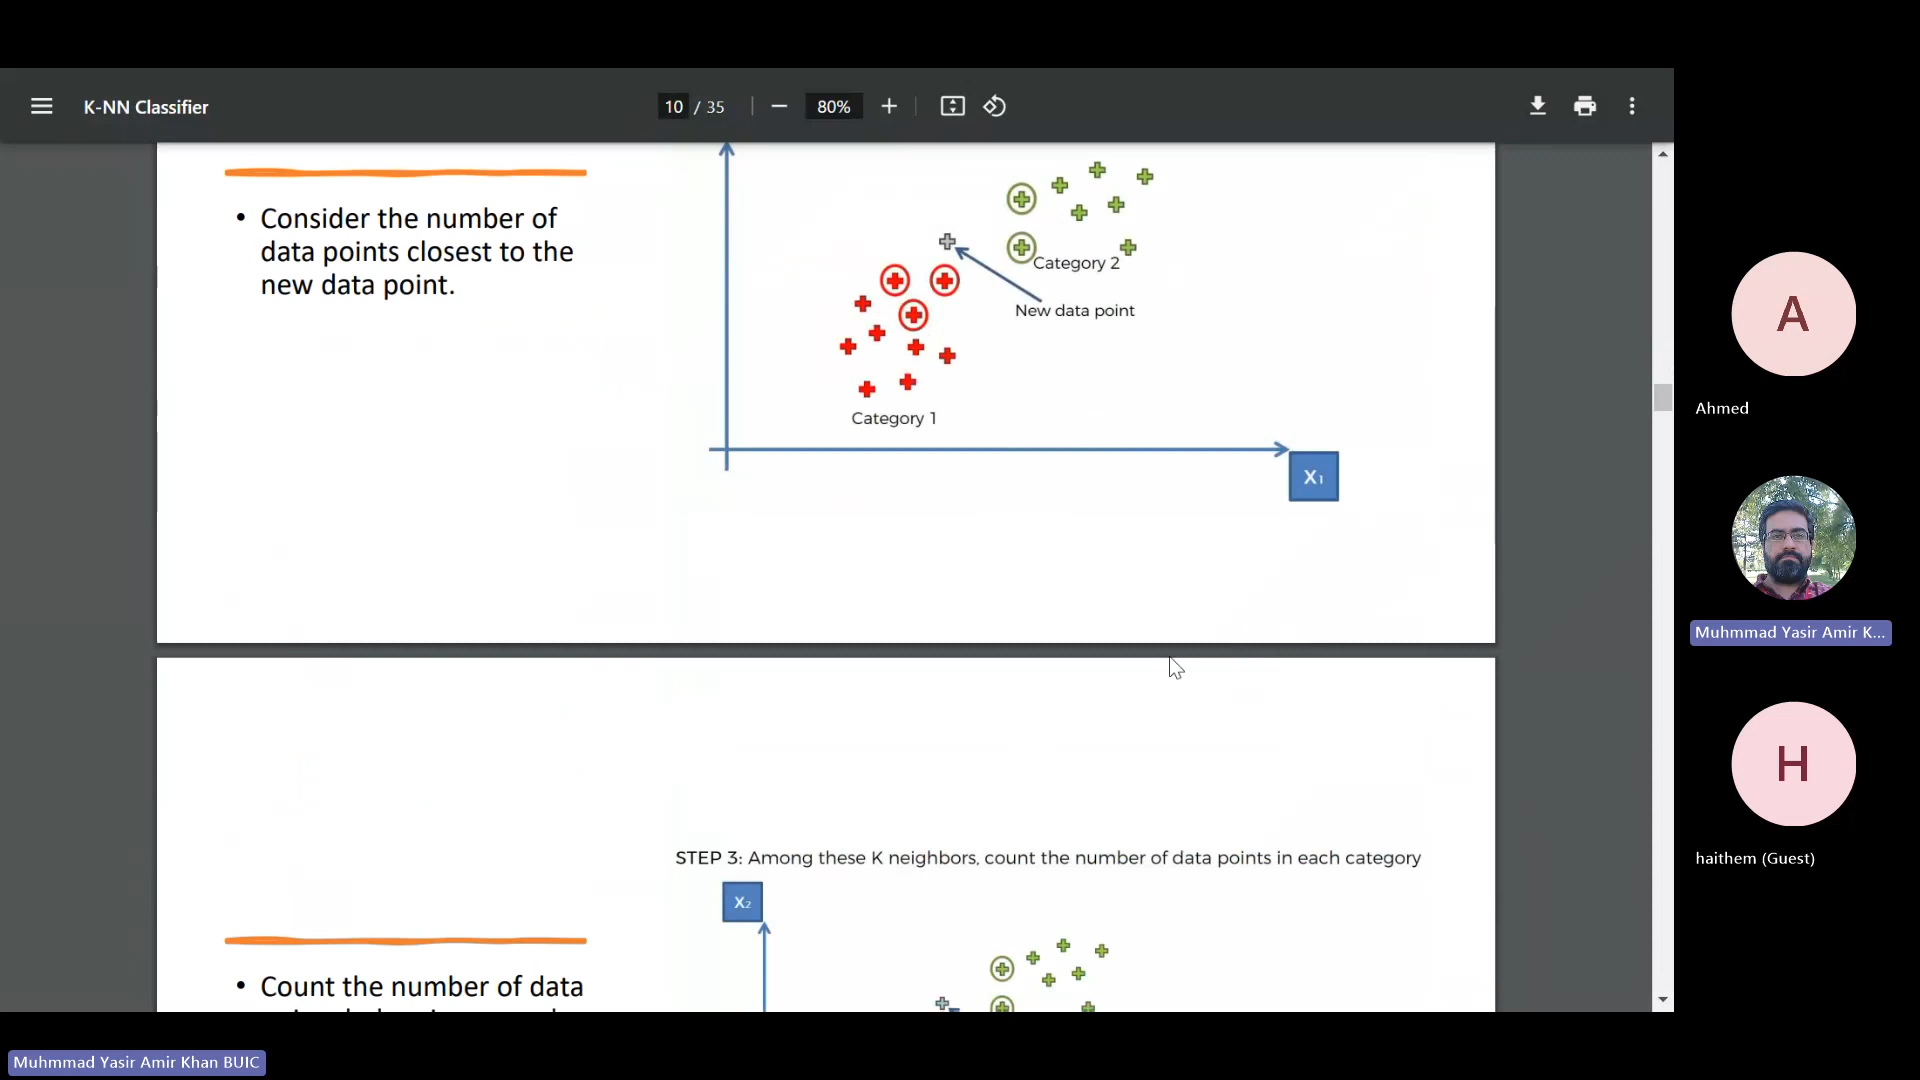 K-NN Classifier
10 / 35
80%
• Consider the number of
data points closest to the
new data point.
Category 2
New data point
Category 1
X1
STEP 3: Among these K neighbors, count the number of data points in each category
X2
• Count the number of data
A
Ahmed
Muhmmad Yasir Amir K...
H
haithem (Guest)
Muhmmad Yasir Amir Khan BUIC